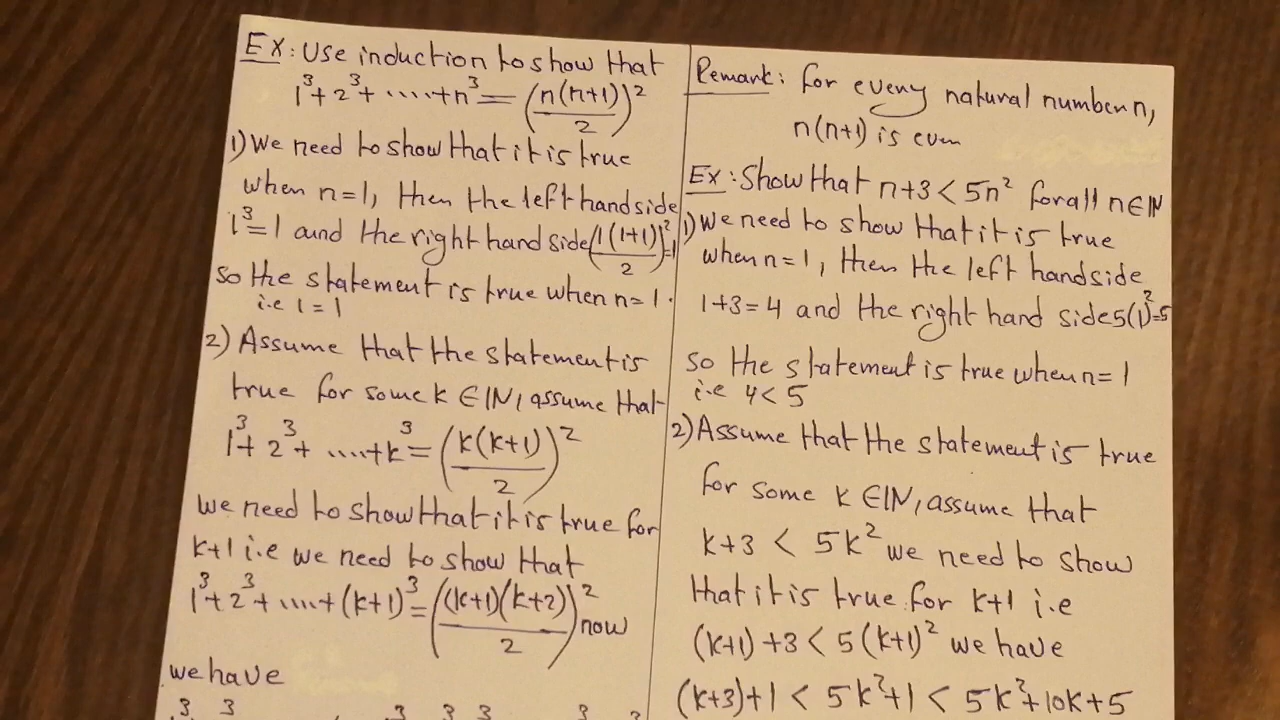 Ex: Use induction to show that
1³+2³+.....+n³=(n(n+1)/2)²
1) We need to show that it is true
when n=1, then the left hand side
1³=1 and the right hand side (1(1+1)/2)²=1
so the statement is true when n=1.
i.e 1=1
2) Assume that the statement is
true for some k ∈ ℕ, assume that
1³+2³+.....+k³=(k(k+1)/2)²
we need to show that it is true for
k+1 i.e we need to show that
1³+2³+.....+(k+1)³=((k+1)(k+2)/2)² now
we have
Remark: for every natural number n,
n(n+1) is even
Ex: Show that n+3<5n² for all n∈ℕ
1) We need to show that it is true
when n=1, then the left hand side
1+3=4 and the right hand side 5(1)²=5
so the statement is true when n=1
i.e 4<5
2) Assume that the statement is true
for some k ∈ ℕ, assume that
k+3 < 5k² we need to show
that it is true for k+1 i.e
(k+1)+3<5(k+1)² we have
(k+3)+1 < 5k²+1 < 5k²+10k+5